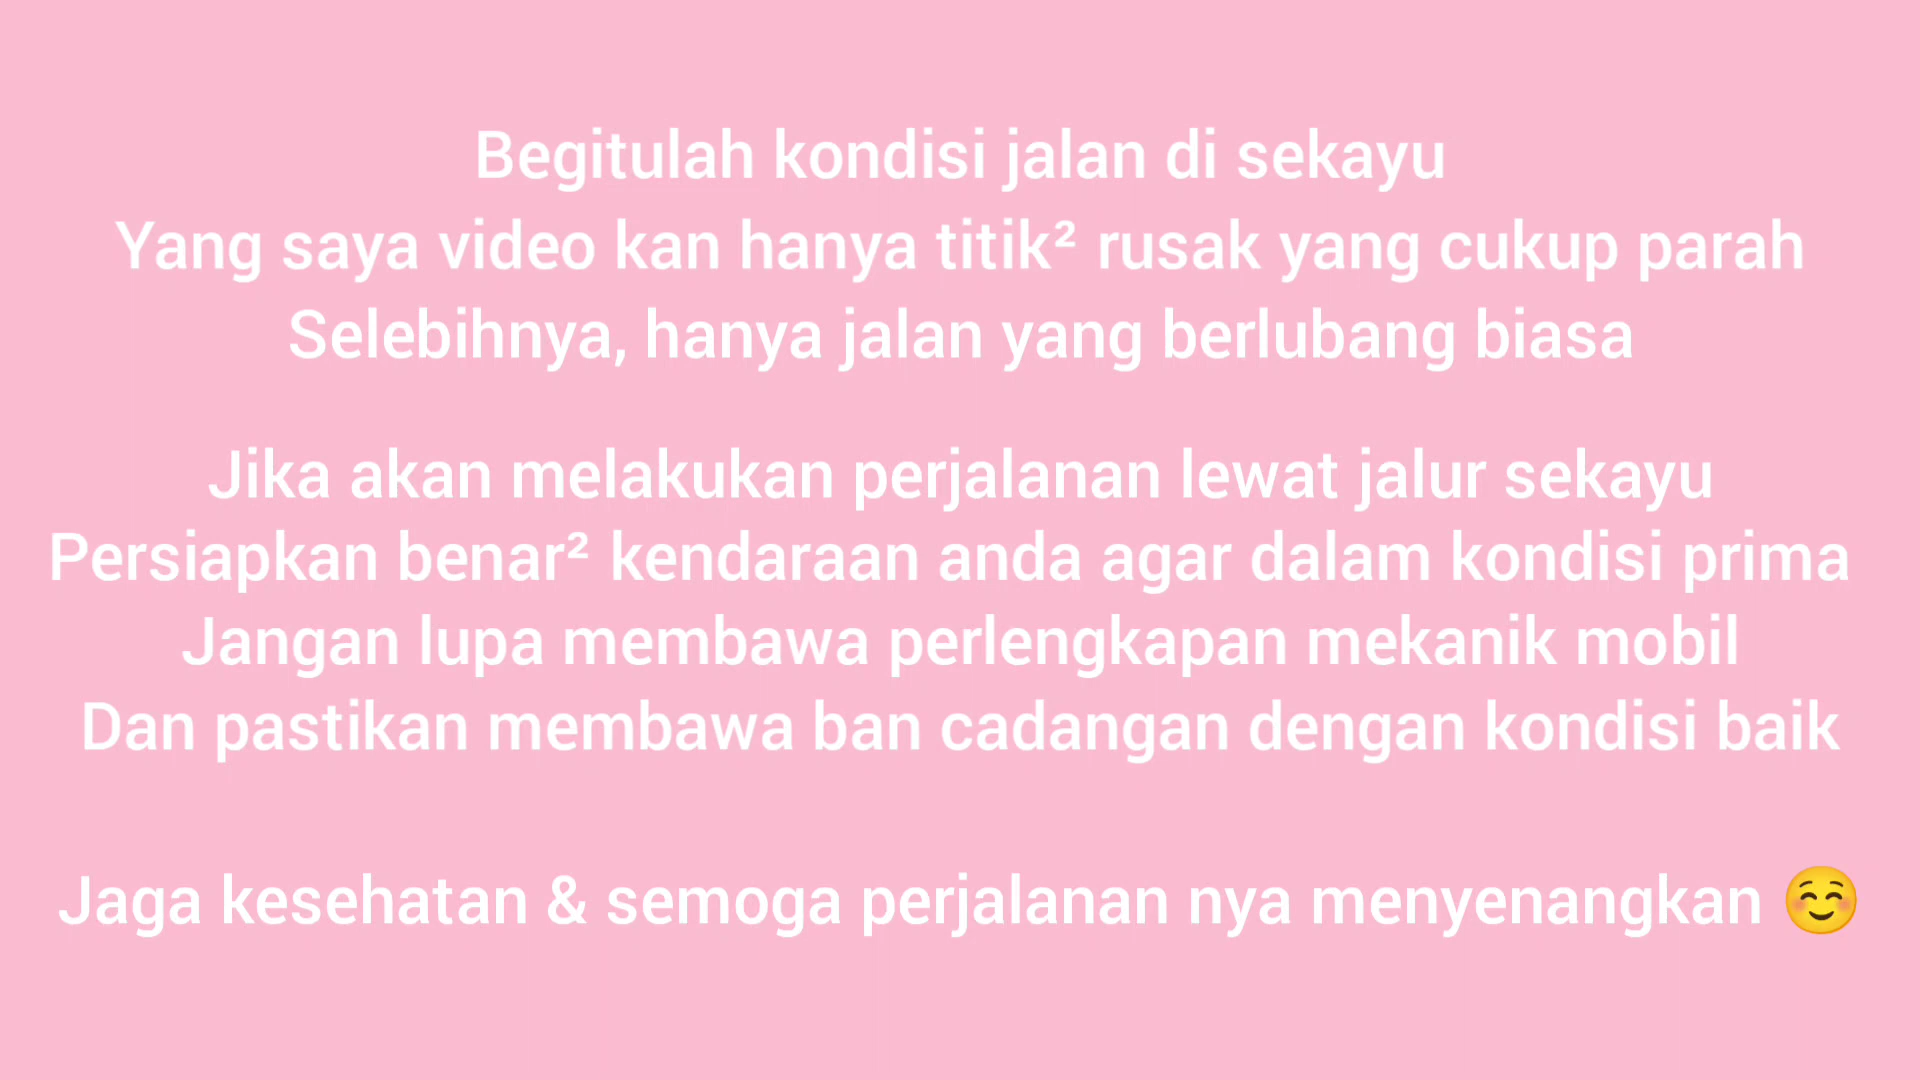 Begitulah kondisi jalan di sekayu
Yang saya video kan hanya titik² rusak yang cukup parah
Selebihnya, hanya jalan yang berlubang biasa
Jika akan melakukan perjalanan lewat jalur sekayu
Persiapkan benar² kendaraan anda agar dalam kondisi prima
Jangan lupa membawa perlengkapan mekanik mobil
Dan pastikan membawa ban cadangan dengan kondisi baik
Jaga kesehatan & semoga perjalanan nya menyenangkan ☺️